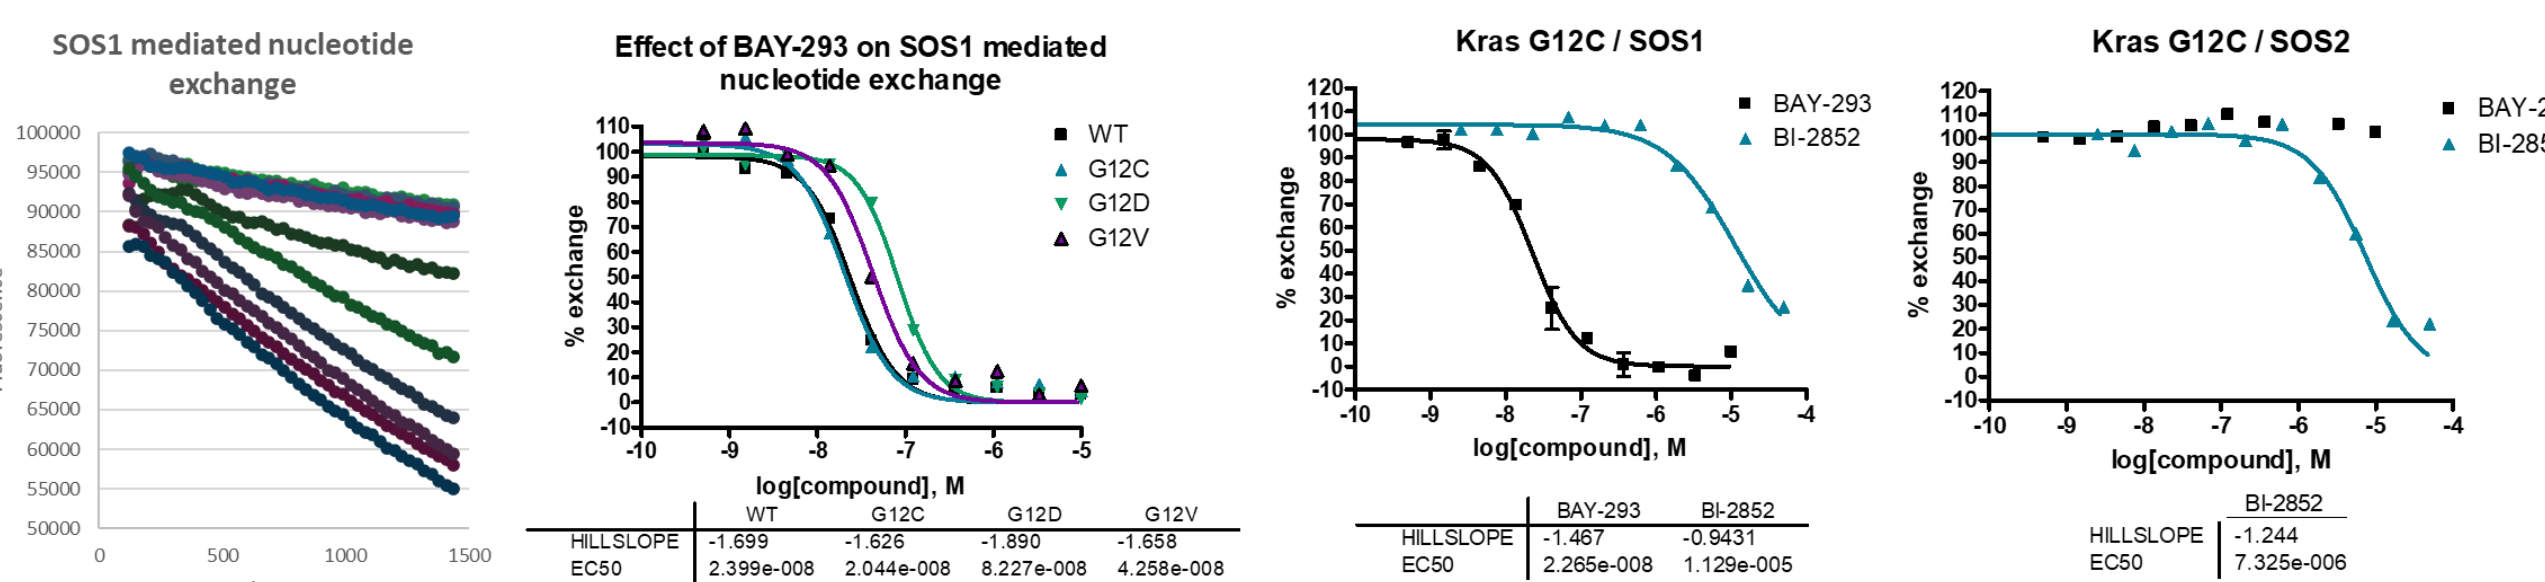 SOS1 mediated nucleotide
exchange
100000
95000
90000
85000
80000
75000
70000
65000
60000
55000
50000
0 500 1000 1500
Effect of BAY-293 on SOS1 mediated
nucleotide exchange
110
100
90
80
70
60
50
40
30
20
10
0
-10
% exchange
-10 -9 -8 -7 -6 -5
log[compound], M
WT
G12C
G12D
G12V
WT G12C G12D G12V
HILLSLOPE -1.699 -1.626 -1.890 -1.658
EC50 2.399e-008 2.044e-008 8.227e-008 4.258e-008
Kras G12C / SOS1
120
110
100
90
80
70
60
50
40
30
20
10
0
-10
% exchange
-10 -9 -8 -7 -6 -5 -4
log[compound], M
BAY-293
BI-2852
BAY-293 BI-2852
HILLSLOPE -1.467 -0.9431
EC50 2.265e-008 1.129e-005
Kras G12C / SOS2
120
110
100
90
80
70
60
50
40
30
20
10
0
-10
% exchange
-10 -9 -8 -7 -6 -5 -4
log[compound], M
BAY-2
BI-285
BI-2852
HILLSLOPE -1.244
EC50 7.325e-006